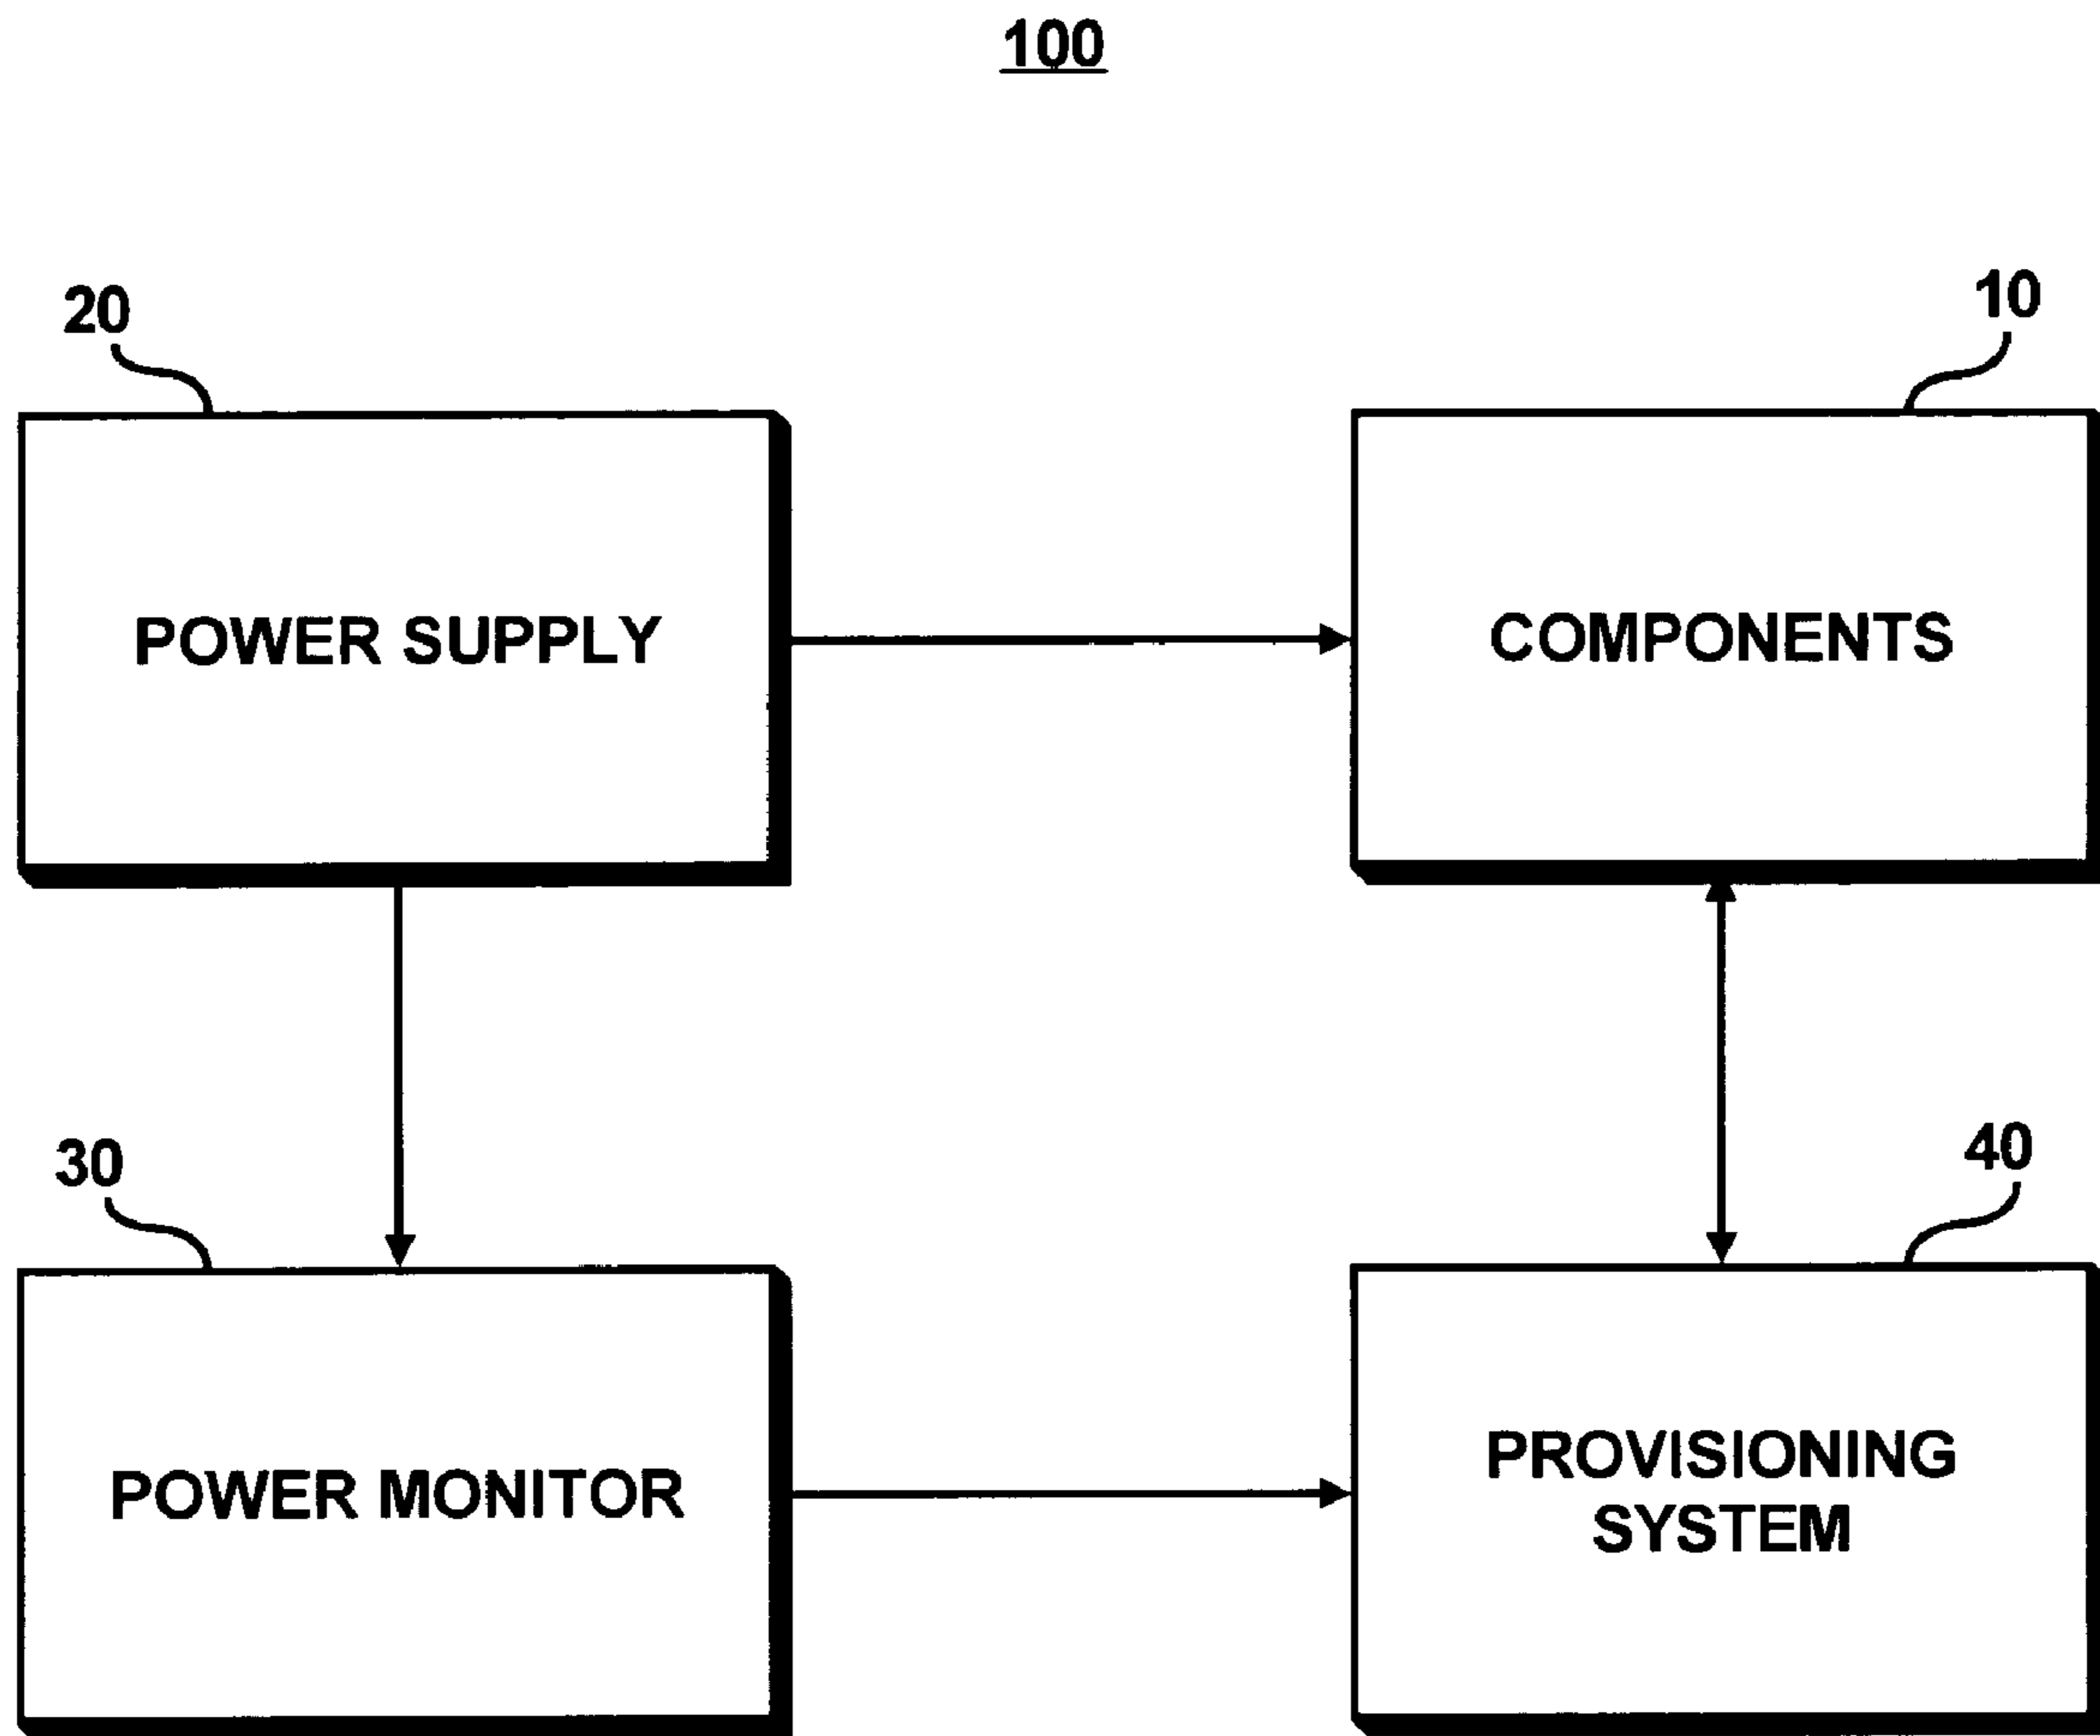 100
20
10
POWER SUPPLY
COMPONENTS
30
40
POWER MONITOR
PROVISIONING
SYSTEM